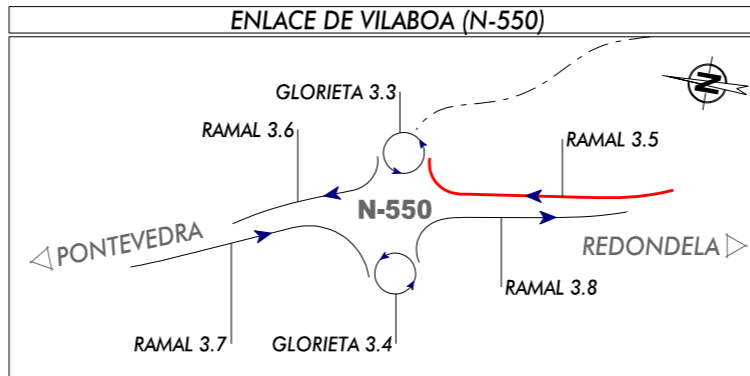 ENLACE DE VILABOA (N-550)
GLORIETA 3.3
N
RAMAL 3.6
RAMAL 3.5
N-550
PONTEVEDRA
REDONDELA
RAMAL 3.8
RAMAL 3.7
GLORIETA 3.4